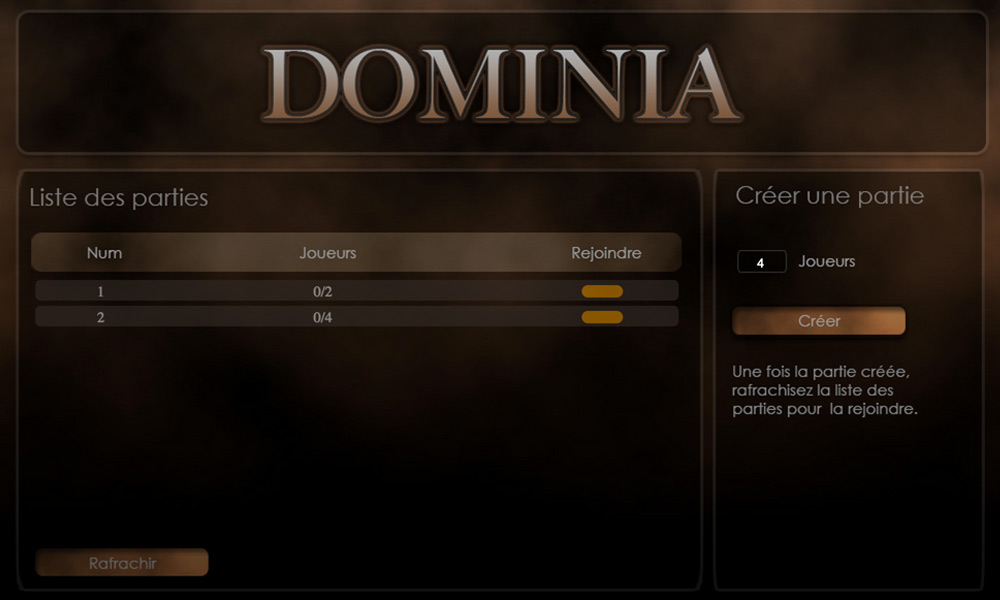 DOMINIA
Liste des parties
Num Joueurs Rejoindre
1 0/2
2 0/4
Rafrachir
Créer une partie
4 Joueurs
Créer
Une fois la partie créée,
rafrachisez la liste des
parties pour la rejoindre.